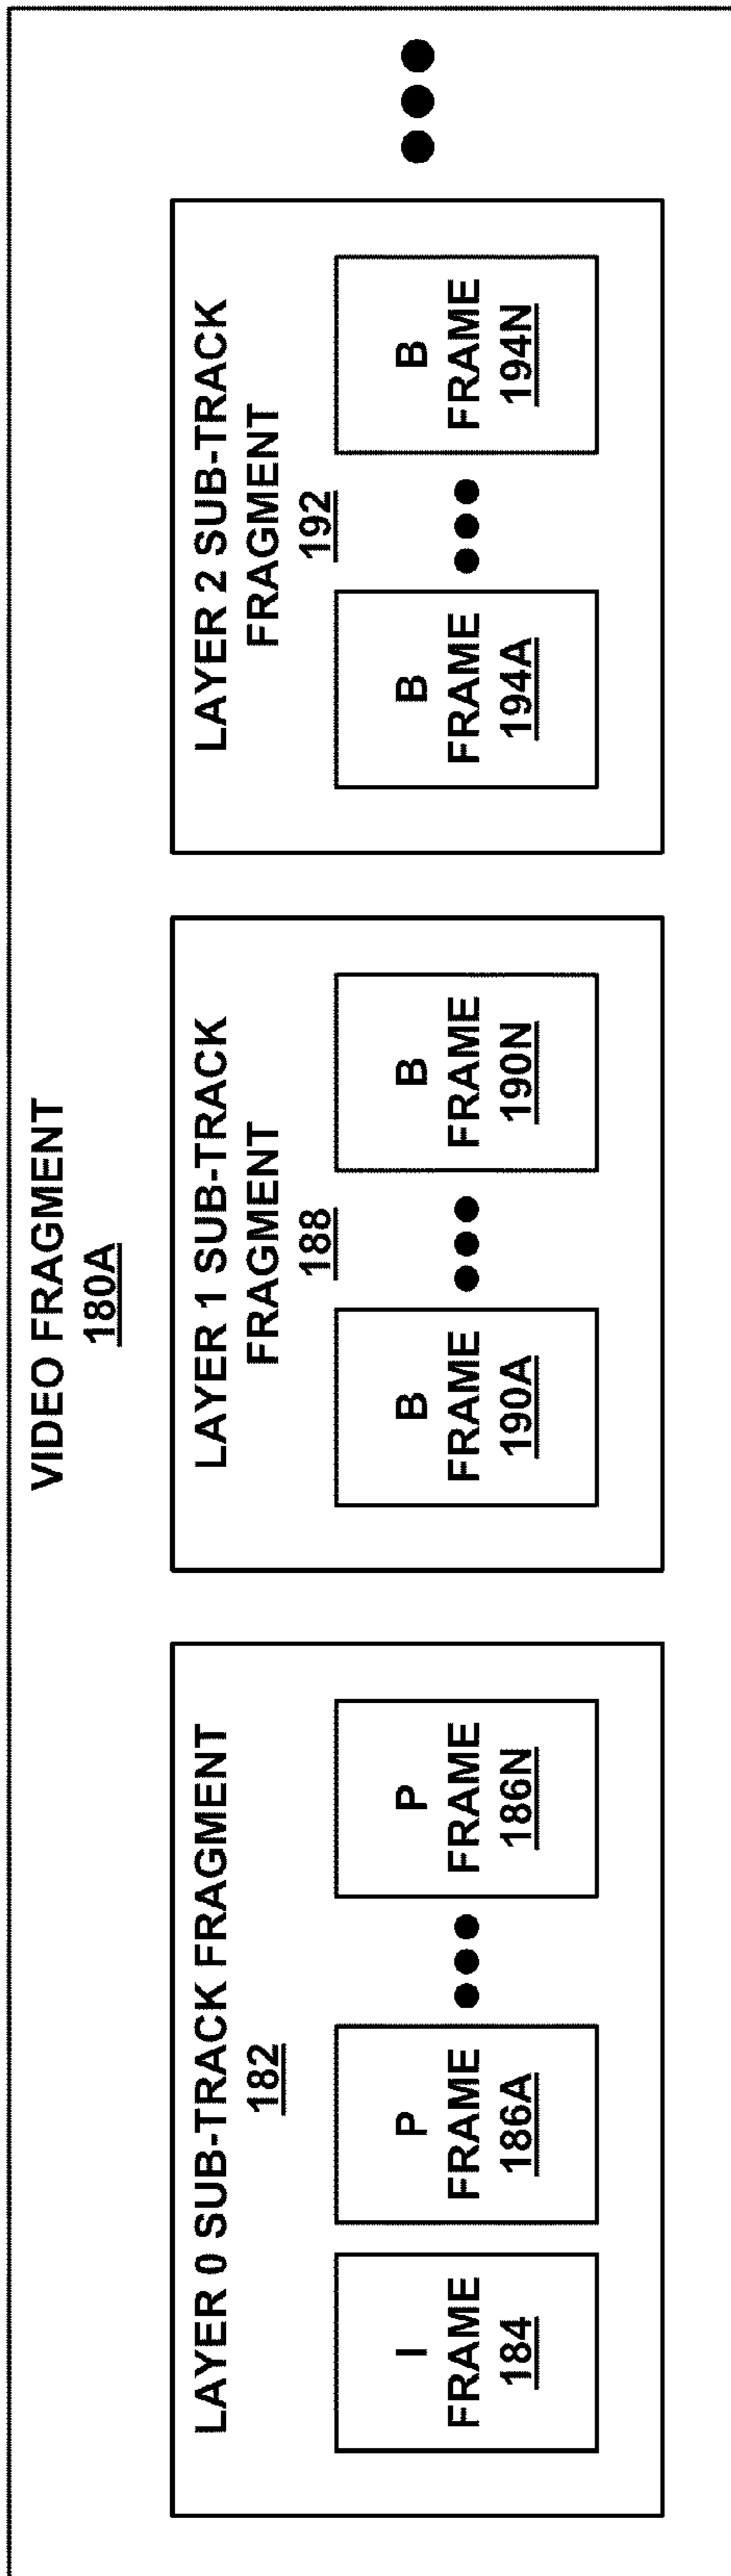 VIDEO FRAGMENT
180A
LAYER 0 SUB-TRACK FRAGMENT
182
I
FRAME
184
P
FRAME
186A
P
FRAME
186N
LAYER 1 SUB-TRACK
FRAGMENT
188
B
FRAME
190A
B
FRAME
190N
LAYER 2 SUB-TRACK
FRAGMENT
192
B
FRAME
194A
B
FRAME
194N